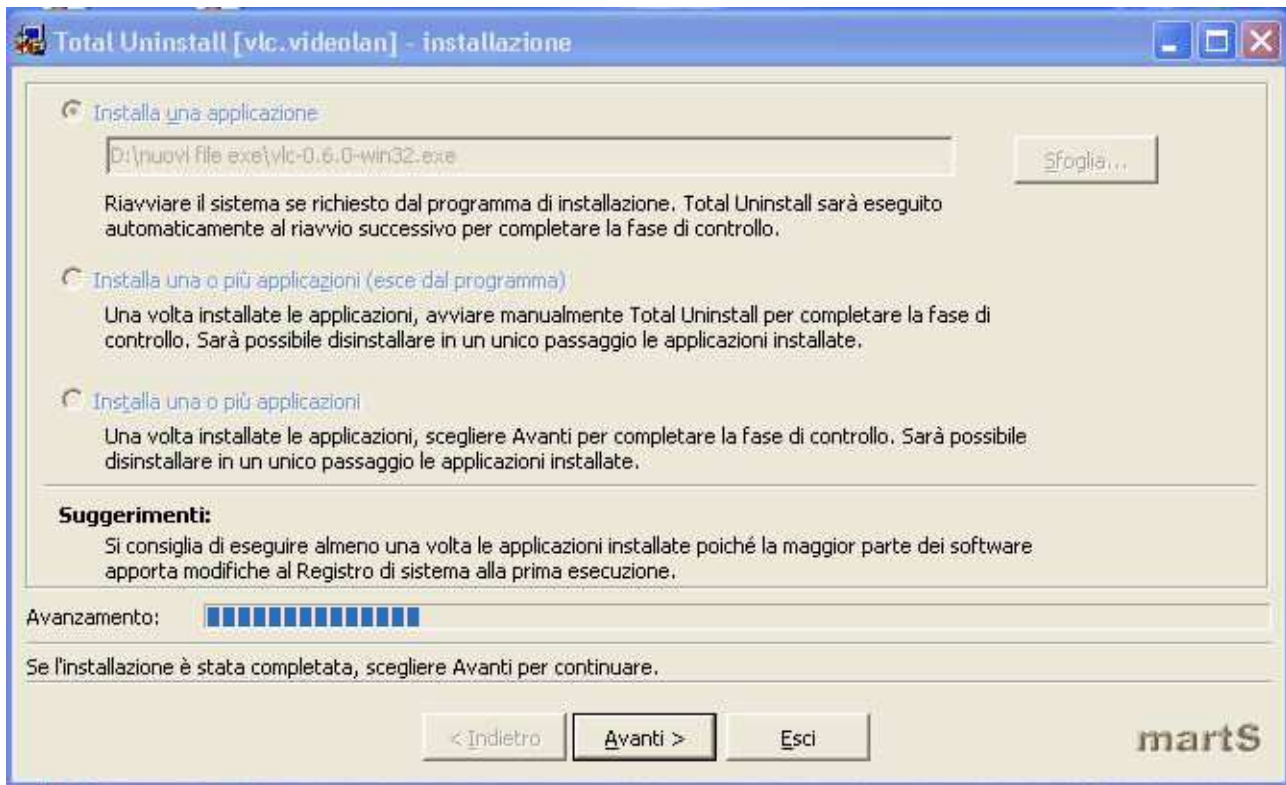 Total Uninstall [vlc.videolan] - installazione
Installa una applicazione
D:\nuovi file exe\vlc-0.6.0-win32.exe
Sfoglia...
Riavviare il sistema se richiesto dal programma di installazione. Total Uninstall sarà eseguito
automaticamente al riavvio successivo per completare la fase di controllo.
Installa una o più applicazioni (esce dal programma)
Una volta installate le applicazioni, avviare manualmente Total Uninstall per completare la fase di
controllo. Sarà possibile disinstallare in un unico passaggio le applicazioni installate.
Installa una o più applicazioni
Una volta installate le applicazioni, scegliere Avanti per completare la fase di controllo. Sarà possibile
disinstallare in un unico passaggio le applicazioni installate.
Suggerimenti:
Si consiglia di eseguire almeno una volta le applicazioni installate poiché la maggior parte dei software
apporta modifiche al Registro di sistema alla prima esecuzione.
Avanzamento:
Se l'installazione è stata completata, scegliere Avanti per continuare.
< Indietro
Avanti >
Esci
martS